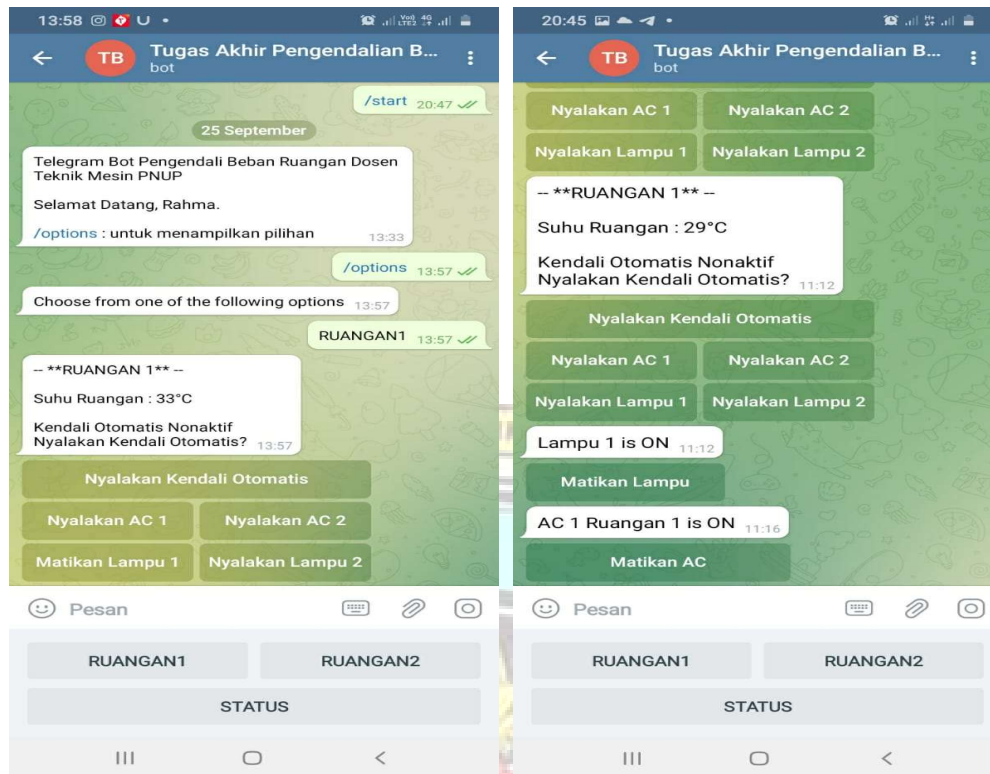 13:58
Tugas Akhir Pengendalian B...
TB
bot
/start 20:47
25 September
Telegram Bot Pengendali Beban Ruangan Dosen
Teknik Mesin PNUP
Selamat Datang, Rahma.
/options : untuk menampilkan pilihan 13:33
/options 13:57
Choose from one of the following options 13:57
RUANGAN1 13:57
-- **RUANGAN 1** --
Suhu Ruangan : 33°C
Kendali Otomatis Nonaktif
Nyalakan Kendali Otomatis? 13:57
Nyalakan Kendali Otomatis
Nyalakan AC 1 Nyalakan AC 2
Matikan Lampu 1 Nyalakan Lampu 2
Pesan
RUANGAN1 RUANGAN2
STATUS
20:45
Tugas Akhir Pengendalian B...
TB
bot
Nyalakan AC 1 Nyalakan AC 2
Nyalakan Lampu 1 Nyalakan Lampu 2
-- **RUANGAN 1** --
Suhu Ruangan : 29°C
Kendali Otomatis Nonaktif
Nyalakan Kendali Otomatis? 11:12
Nyalakan Kendali Otomatis
Nyalakan AC 1 Nyalakan AC 2
Nyalakan Lampu 1 Nyalakan Lampu 2
Lampu 1 is ON 11:12
Matikan Lampu
AC 1 Ruangan 1 is ON 11:16
Matikan AC
Pesan
RUANGAN1 RUANGAN2
STATUS